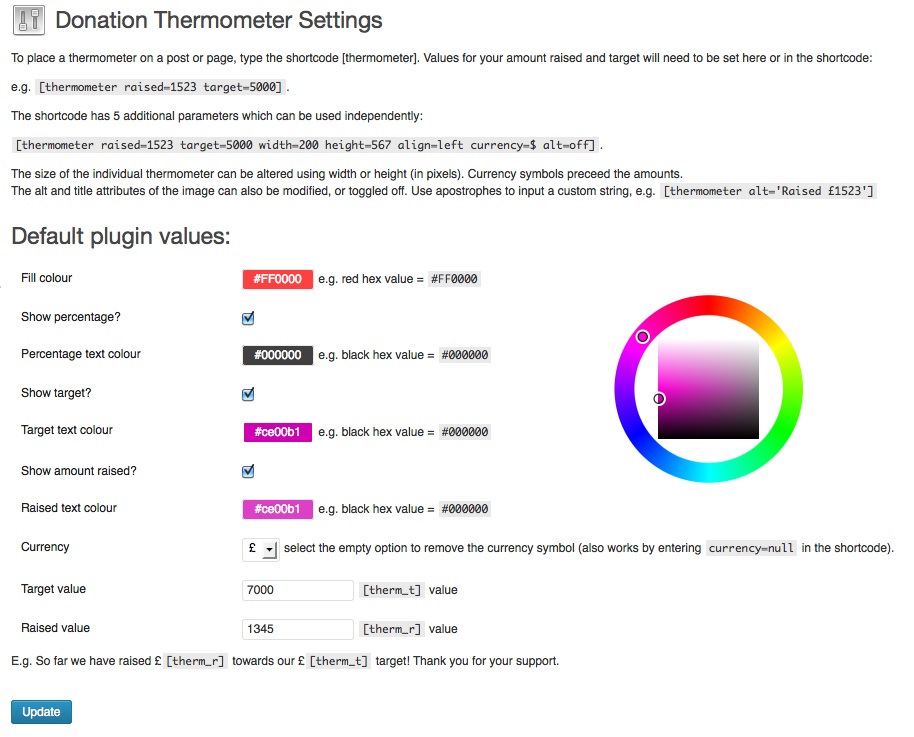 Donation Thermometer Settings
To place a thermometer on a post or page, type the shortcode [thermometer]. Values for your amount raised and target will need to be set here or in the shortcode:
e.g. [thermometer raised=1523 target=5000].
The shortcode has 5 additional parameters which can be used independently:
[thermometer raised=1523 target=5000 width=200 height=567 align=left currency=$ alt=off].
The size of the individual thermometer can be altered using width or height (in pixels). Currency symbols preceed the amounts.
The alt and title attributes of the image can also be modified, or toggled off. Use apostrophes to input a custom string, e.g. [thermometer alt='Raised £1523']
Default plugin values:
Fill colour #FF0000 e.g. red hex value = #FF0000
Show percentage?
Percentage text colour #000000 e.g. black hex value = #000000
Show target?
Target text colour #ce00b1 e.g. black hex value = #000000
Show amount raised?
Raised text colour #ce00b1 e.g. black hex value = #000000
Currency £ select the empty option to remove the currency symbol (also works by entering currency=null in the shortcode).
Target value 7000 [therm_t] value
Raised value 1345 [therm_r] value
E.g. So far we have raised £ [therm_r] towards our £ [therm_t] target! Thank you for your support.
Update